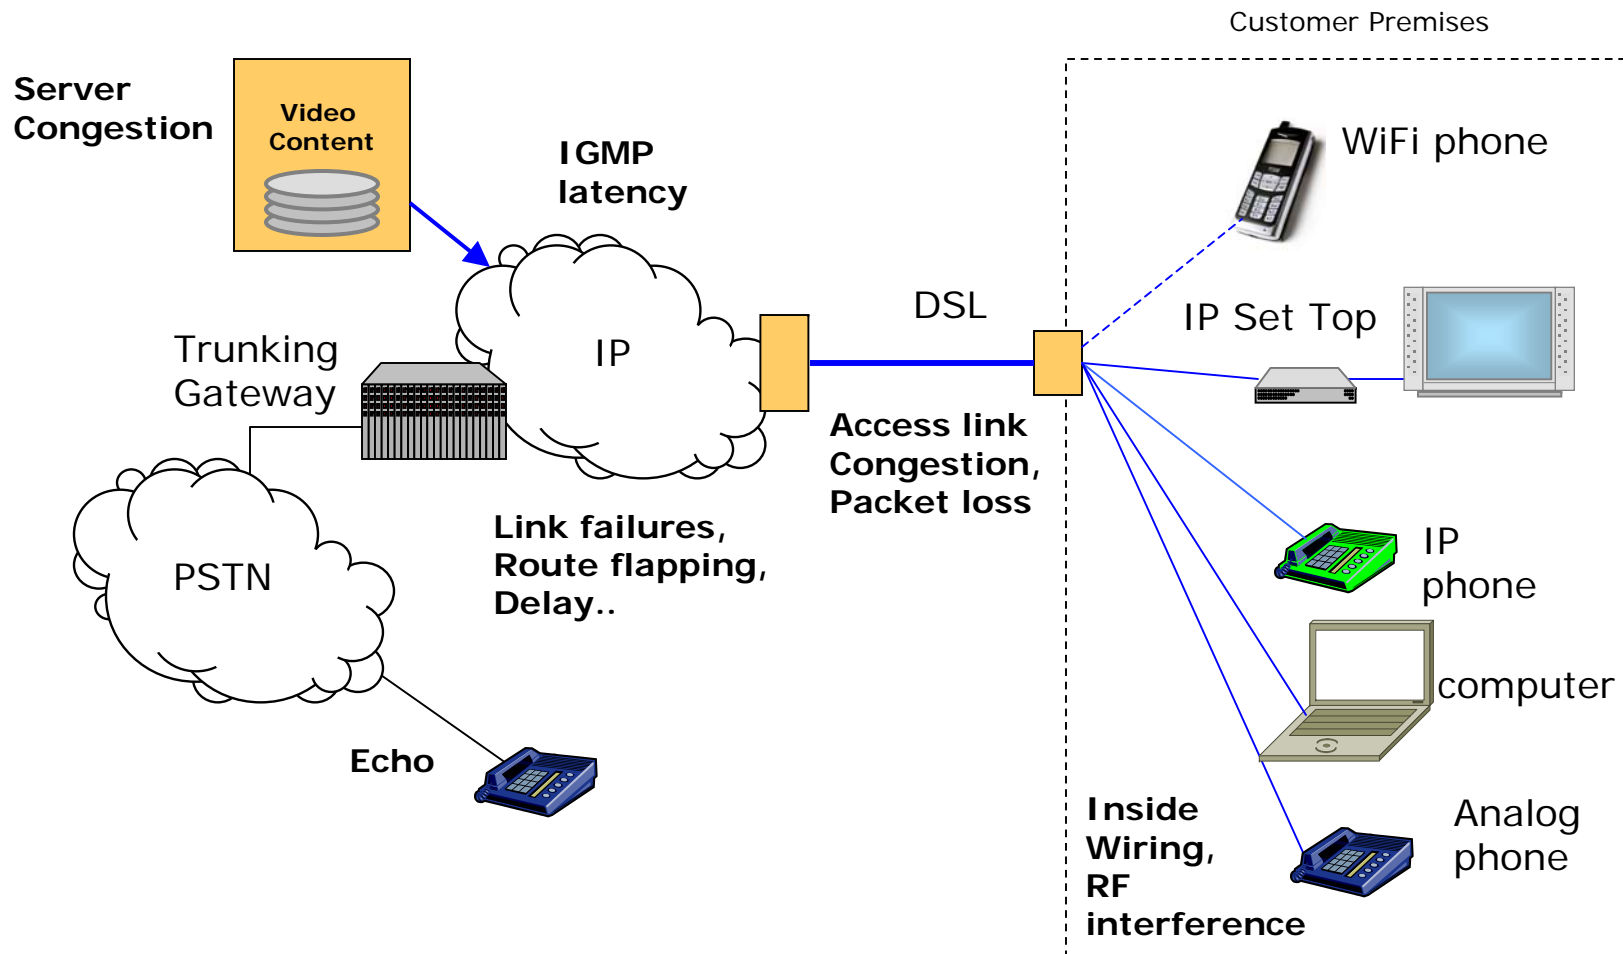 Customer Premises
Server
Congestion
Video
Content
IGMP
latency
WiFi phone
DSL
IP Set Top
Trunking
Gateway
IP
Access link
Congestion,
Packet loss
Link failures,
Route flapping,
Delay..
PSTN
IP
phone
computer
Echo
Inside
Wiring,
RF
interference
Analog
phone